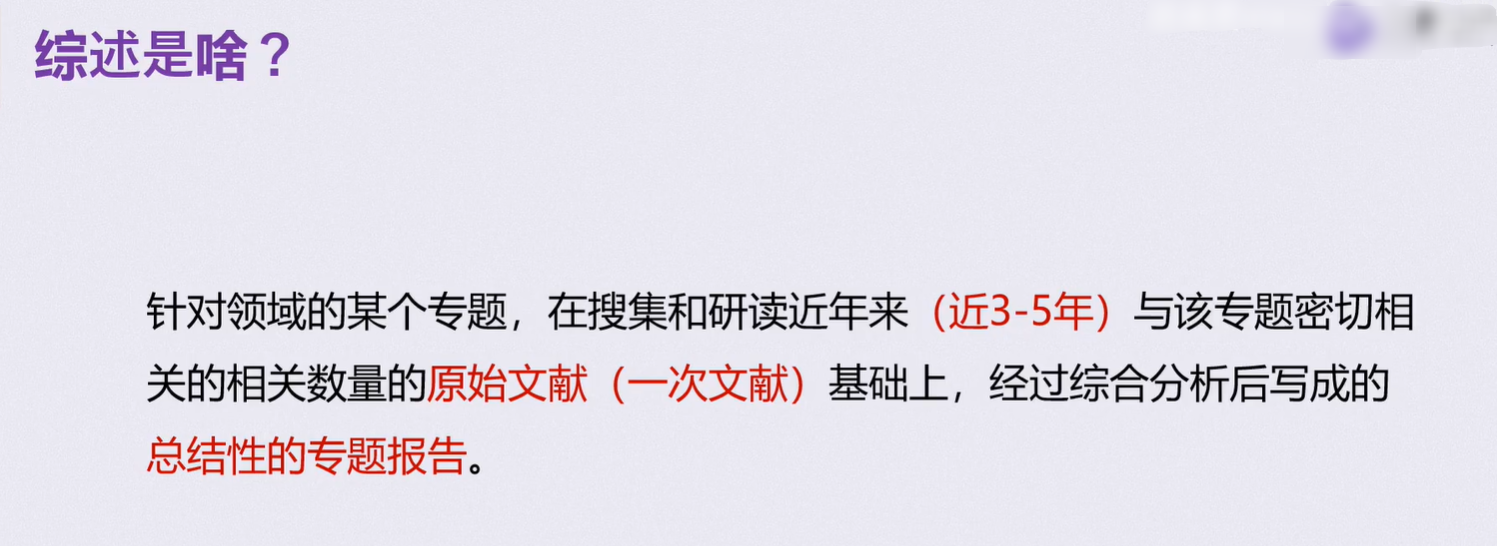 综述是啥？
针对领域的某个专题，在搜集和研读近年来（近3-5年）与该专题密切相
关的相关数量的原始文献（一次文献）基础上，经过综合分析后写成的
总结性的专题报告。